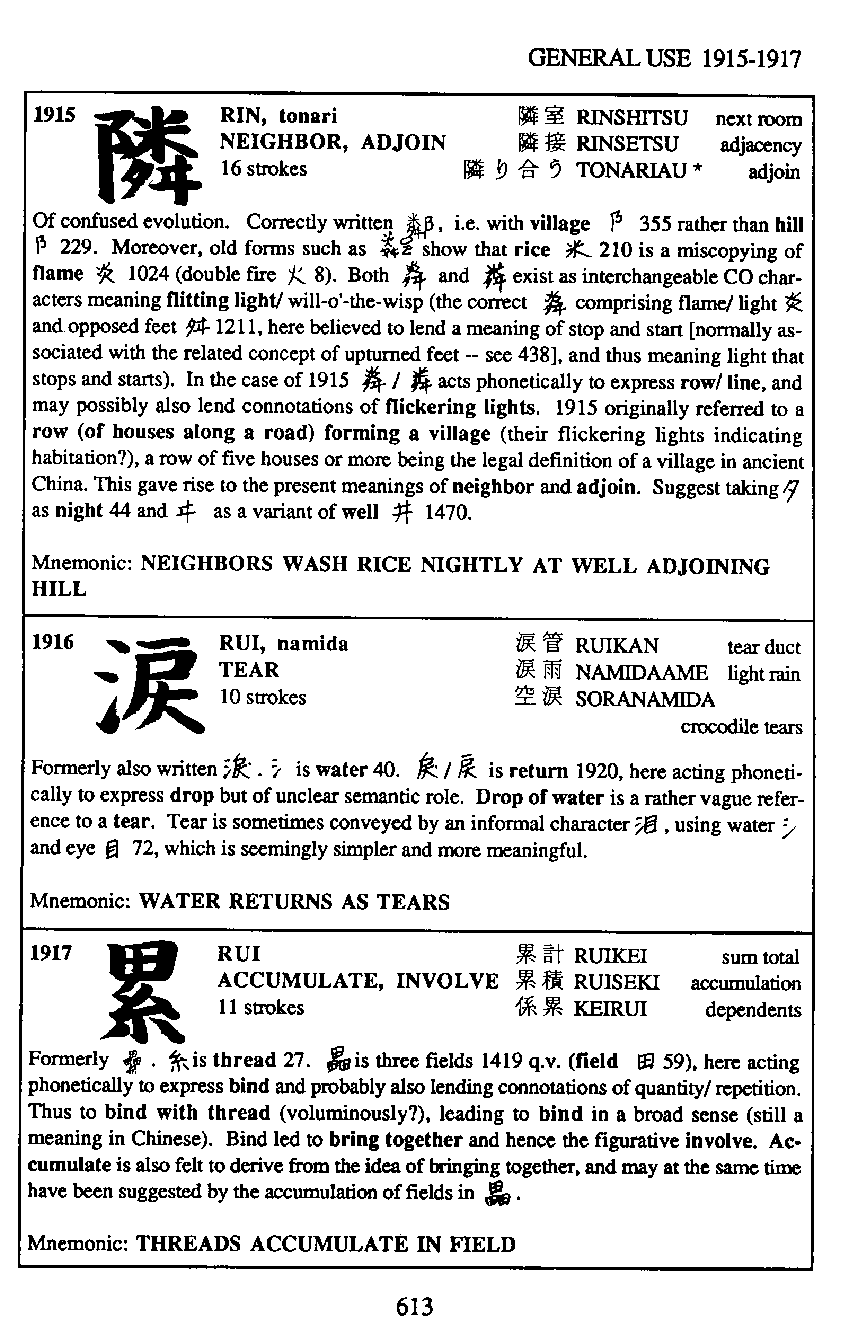 GENERAL USE 1915-1917
1915 隣 RIN, tonari 隣室 RINSHITSU next room
NEIGHBOR, ADJOIN 隣接 RINSETSU adjacency
16 strokes 隣り合う TONARIAU * adjoin
Of confused evolution. Correctly written , i.e. with village 阝 355 rather than hill
阝 229. Moreover, old forms such as show that rice 米 210 is a miscopying of
flame 炎 1024 (double fire 火 8). Both and exist as interchangeable CO char-
acters meaning flitting light/ will-o'-the-wisp (the correct comprising flame/ light 炎
and opposed feet 舛 1211, here believed to lend a meaning of stop and start [normally as-
sociated with the related concept of upturned feet -- see 438], and thus meaning light that
stops and starts). In the case of 1915 / acts phonetically to express row/ line, and
may possibly also lend connotations of flickering lights. 1915 originally referred to a
row (of houses along a road) forming a village (their flickering lights indicating
habitation?), a row of five houses or more being the legal definition of a village in ancient
China. This gave rise to the present meanings of neighbor and adjoin. Suggest taking 夕
as night 44 and as a variant of well 井 1470.
Mnemonic: NEIGHBORS WASH RICE NIGHTLY AT WELL ADJOINING
HILL
1916 涙 RUI, namida 涙管 RUIKAN tear duct
TEAR 涙雨 NAMIDAAME light rain
10 strokes 空涙 SORANAMIDA
crocodile tears
Formerly also written 淚. 氵 is water 40. 戾 / 戻 is return 1920, here acting phoneti-
cally to express drop but of unclear semantic role. Drop of water is a rather vague refer-
ence to a tear. Tear is sometimes conveyed by an informal character 泪, using water 氵
and eye 目 72, which is seemingly simpler and more meaningful.
Mnemonic: WATER RETURNS AS TEARS
1917 累 RUI 累計 RUIKEI sum total
ACCUMULATE, INVOLVE 累積 RUISEKI accumulation
11 strokes 係累 KEIRUI dependents
Formerly 纍. 糸 is thread 27. 畾 is three fields 1419 q.v. (field 田 59), here acting
phonetically to express bind and probably also lending connotations of quantity/ repetition.
Thus to bind with thread (voluminously?), leading to bind in a broad sense (still a
meaning in Chinese). Bind led to bring together and hence the figurative involve. Ac-
cumulate is also felt to derive from the idea of bringing together, and may at the same time
have been suggested by the accumulation of fields in 畾.
Mnemonic: THREADS ACCUMULATE IN FIELD
613